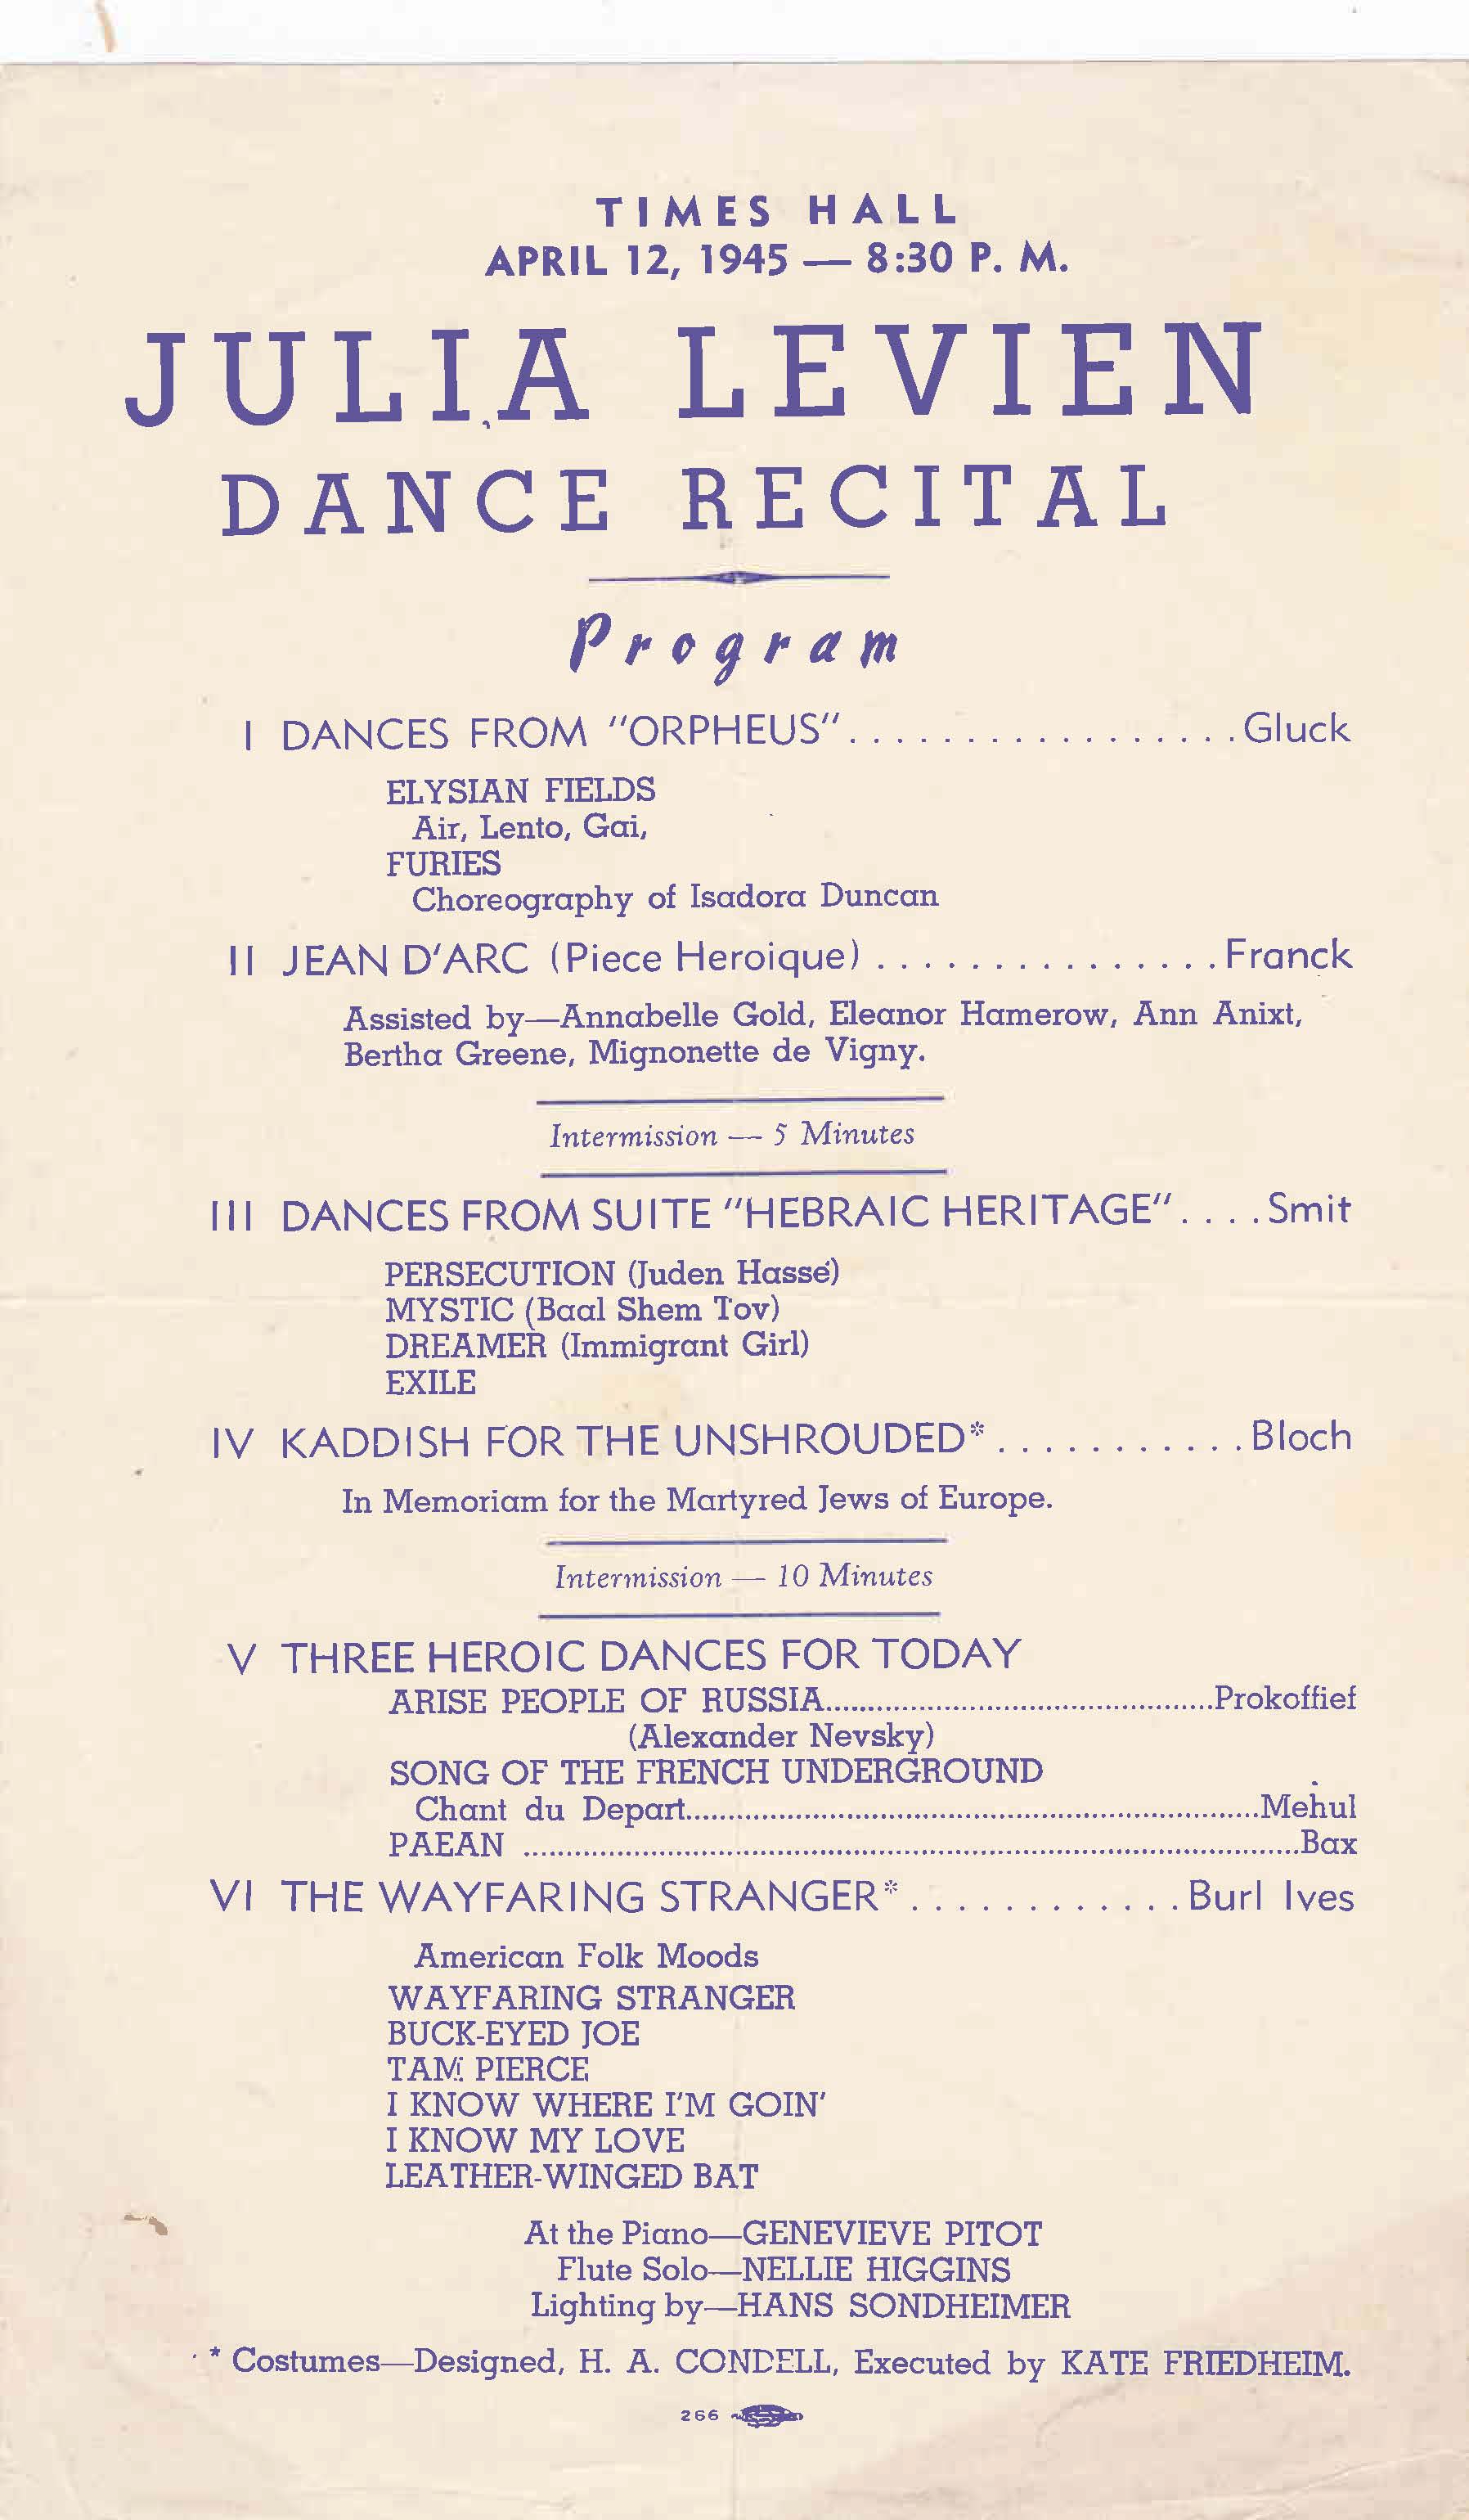 TIMES HALL
APRIL 12, 1945 — 8:30 P. M.
JULIA LEVIEN
DANCE RECITAL
Program
I DANCES FROM "ORPHEUS". . . . . . . . . . . . . . . . . Gluck
ELYSIAN FIELDS
Air, Lento, Gai,
FURIES
Choreography of Isadora Duncan
II JEAN D'ARC (Piece Heroique) . . . . . . . . . . . . . . . Franck
Assisted by—Annabelle Gold, Eleanor Hamerow, Ann Anixt,
Bertha Greene, Mignonette de Vigny.
Intermission — 5 Minutes
III DANCES FROM SUITE "HEBRAIC HERITAGE". . . . Smit
PERSECUTION (Juden Hassé)
MYSTIC (Baal Shem Tov)
DREAMER (Immigrant Girl)
EXILE
IV KADDISH FOR THE UNSHROUDED* . . . . . . . . . . . Bloch
In Memoriam for the Martyred Jews of Europe.
Intermission — 10 Minutes
V THREE HEROIC DANCES FOR TODAY
ARISE PEOPLE OF RUSSIA..............................................Prokoffief
(Alexander Nevsky)
SONG OF THE FRENCH UNDERGROUND
Chant du Depart....................................................................Mehul
PAEAN ............................................................................................Bax
VI THE WAYFARING STRANGER* . . . . . . . . . . . . Burl Ives
American Folk Moods
WAYFARING STRANGER
BUCK-EYED JOE
TAM PIERCE
I KNOW WHERE I'M GOIN'
I KNOW MY LOVE
LEATHER-WINGED BAT
At the Piano—GENEVIEVE PITOT
Flute Solo—NELLIE HIGGINS
Lighting by—HANS SONDHEIMER
* Costumes—Designed, H. A. CONDELL, Executed by KATE FRIEDHEIM.
266